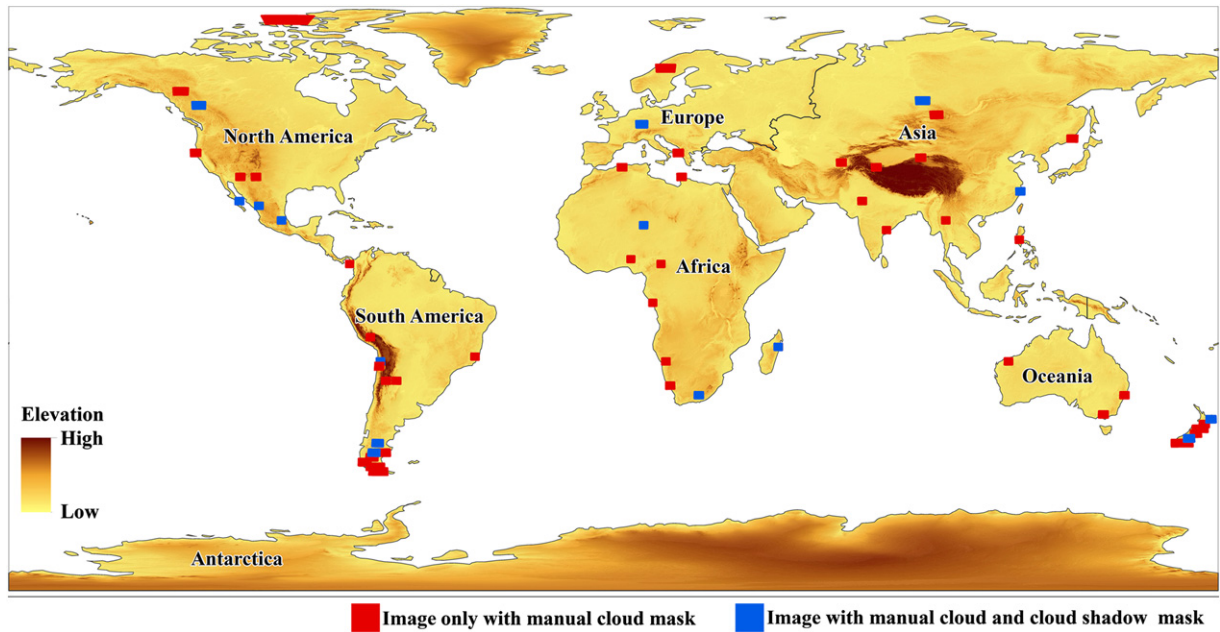 North America
Europe
Asia
Africa
South America
Oceania
Elevation
High
Low
Antarctica
Image only with manual cloud mask
Image with manual cloud and cloud shadow mask